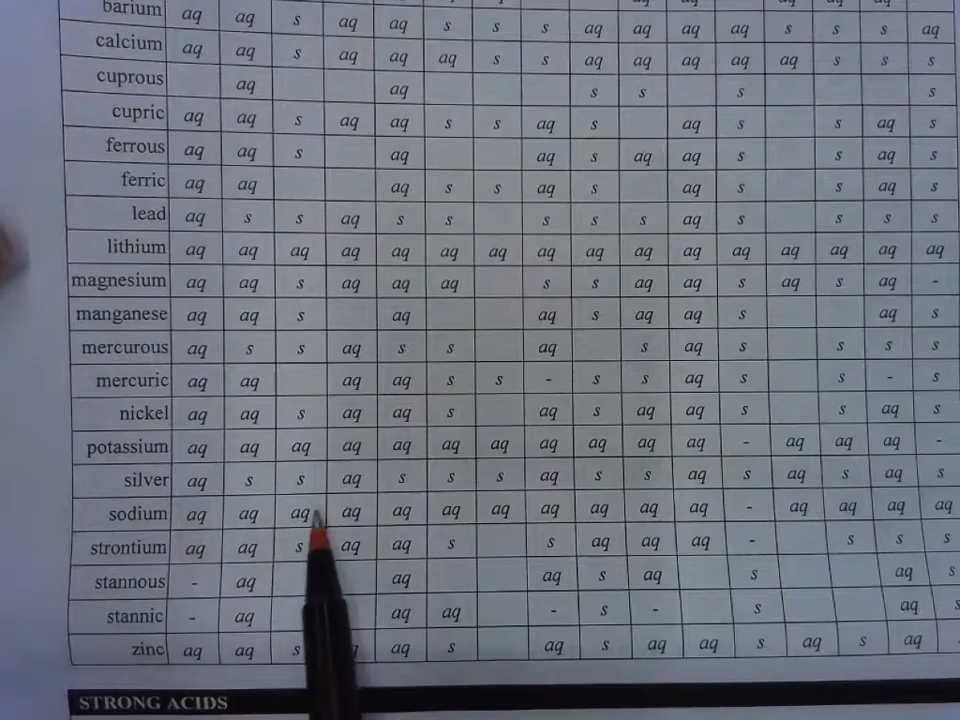 barium aq aq s aq aq s s s aq aq aq aq s s s aq
calcium aq aq s aq aq aq s s aq aq aq aq aq s s s
cuprous aq aq s s s s
cupric aq aq s aq aq s s aq s aq s s aq s
ferrous aq aq s aq aq s aq aq s s aq s
ferric aq aq aq s s aq s aq s s aq s
lead aq s s aq s s s s s aq s s s s
lithium aq aq aq aq aq aq aq aq aq aq aq aq aq aq aq aq
magnesium aq aq s aq aq aq s s aq aq s aq s aq -
manganese aq aq s aq aq s aq aq s aq s
mercurous aq s s aq s s aq s aq s s s s
mercuric aq aq aq aq s s - s s aq s s - s
nickel aq aq s aq aq s aq s aq aq s s aq s
potassium aq aq aq aq aq aq aq aq aq aq aq - aq aq aq -
silver aq s s aq s s s aq s s aq s aq s aq s
sodium aq aq aq aq aq aq aq aq aq aq aq - aq aq aq aq
strontium aq aq s aq aq s s aq aq aq - s s s
stannous - aq aq aq s aq s aq s
stannic - aq aq aq - s - s aq s
zinc aq aq s aq s aq s aq aq s aq s aq
STRONG ACIDS